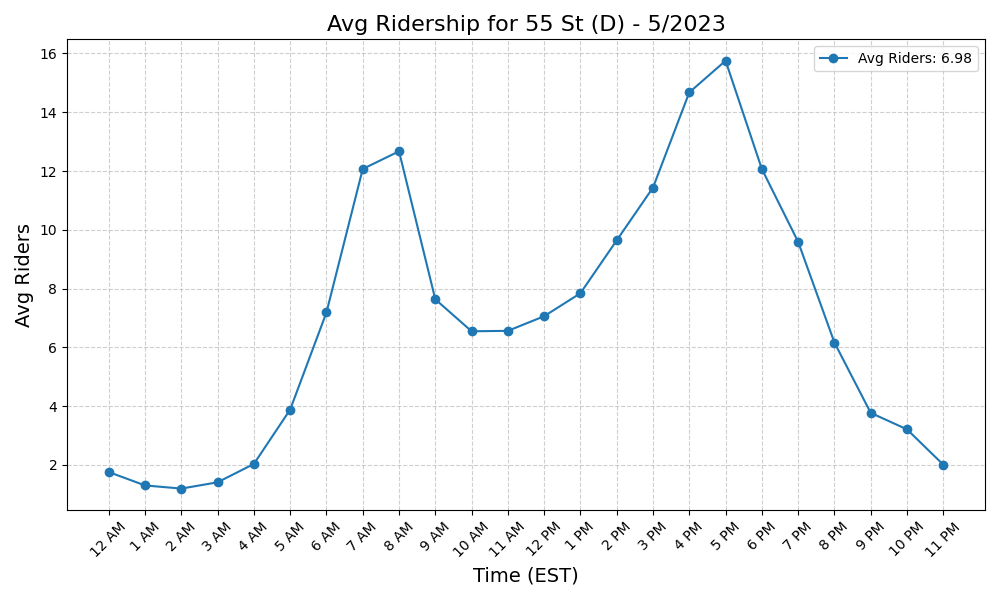 Avg Ridership for 55 St (D) - 5/2023
Avg Riders: 6.98
Avg Riders
16
14
12
10
8
6
4
2
12 AM
1 AM
2 AM
3 AM
4 AM
5 AM
6 AM
7 AM
8 AM
9 AM
10 AM
11 AM
12 PM
1 PM
2 PM
3 PM
4 PM
5 PM
6 PM
7 PM
8 PM
9 PM
10 PM
11 PM
Time (EST)